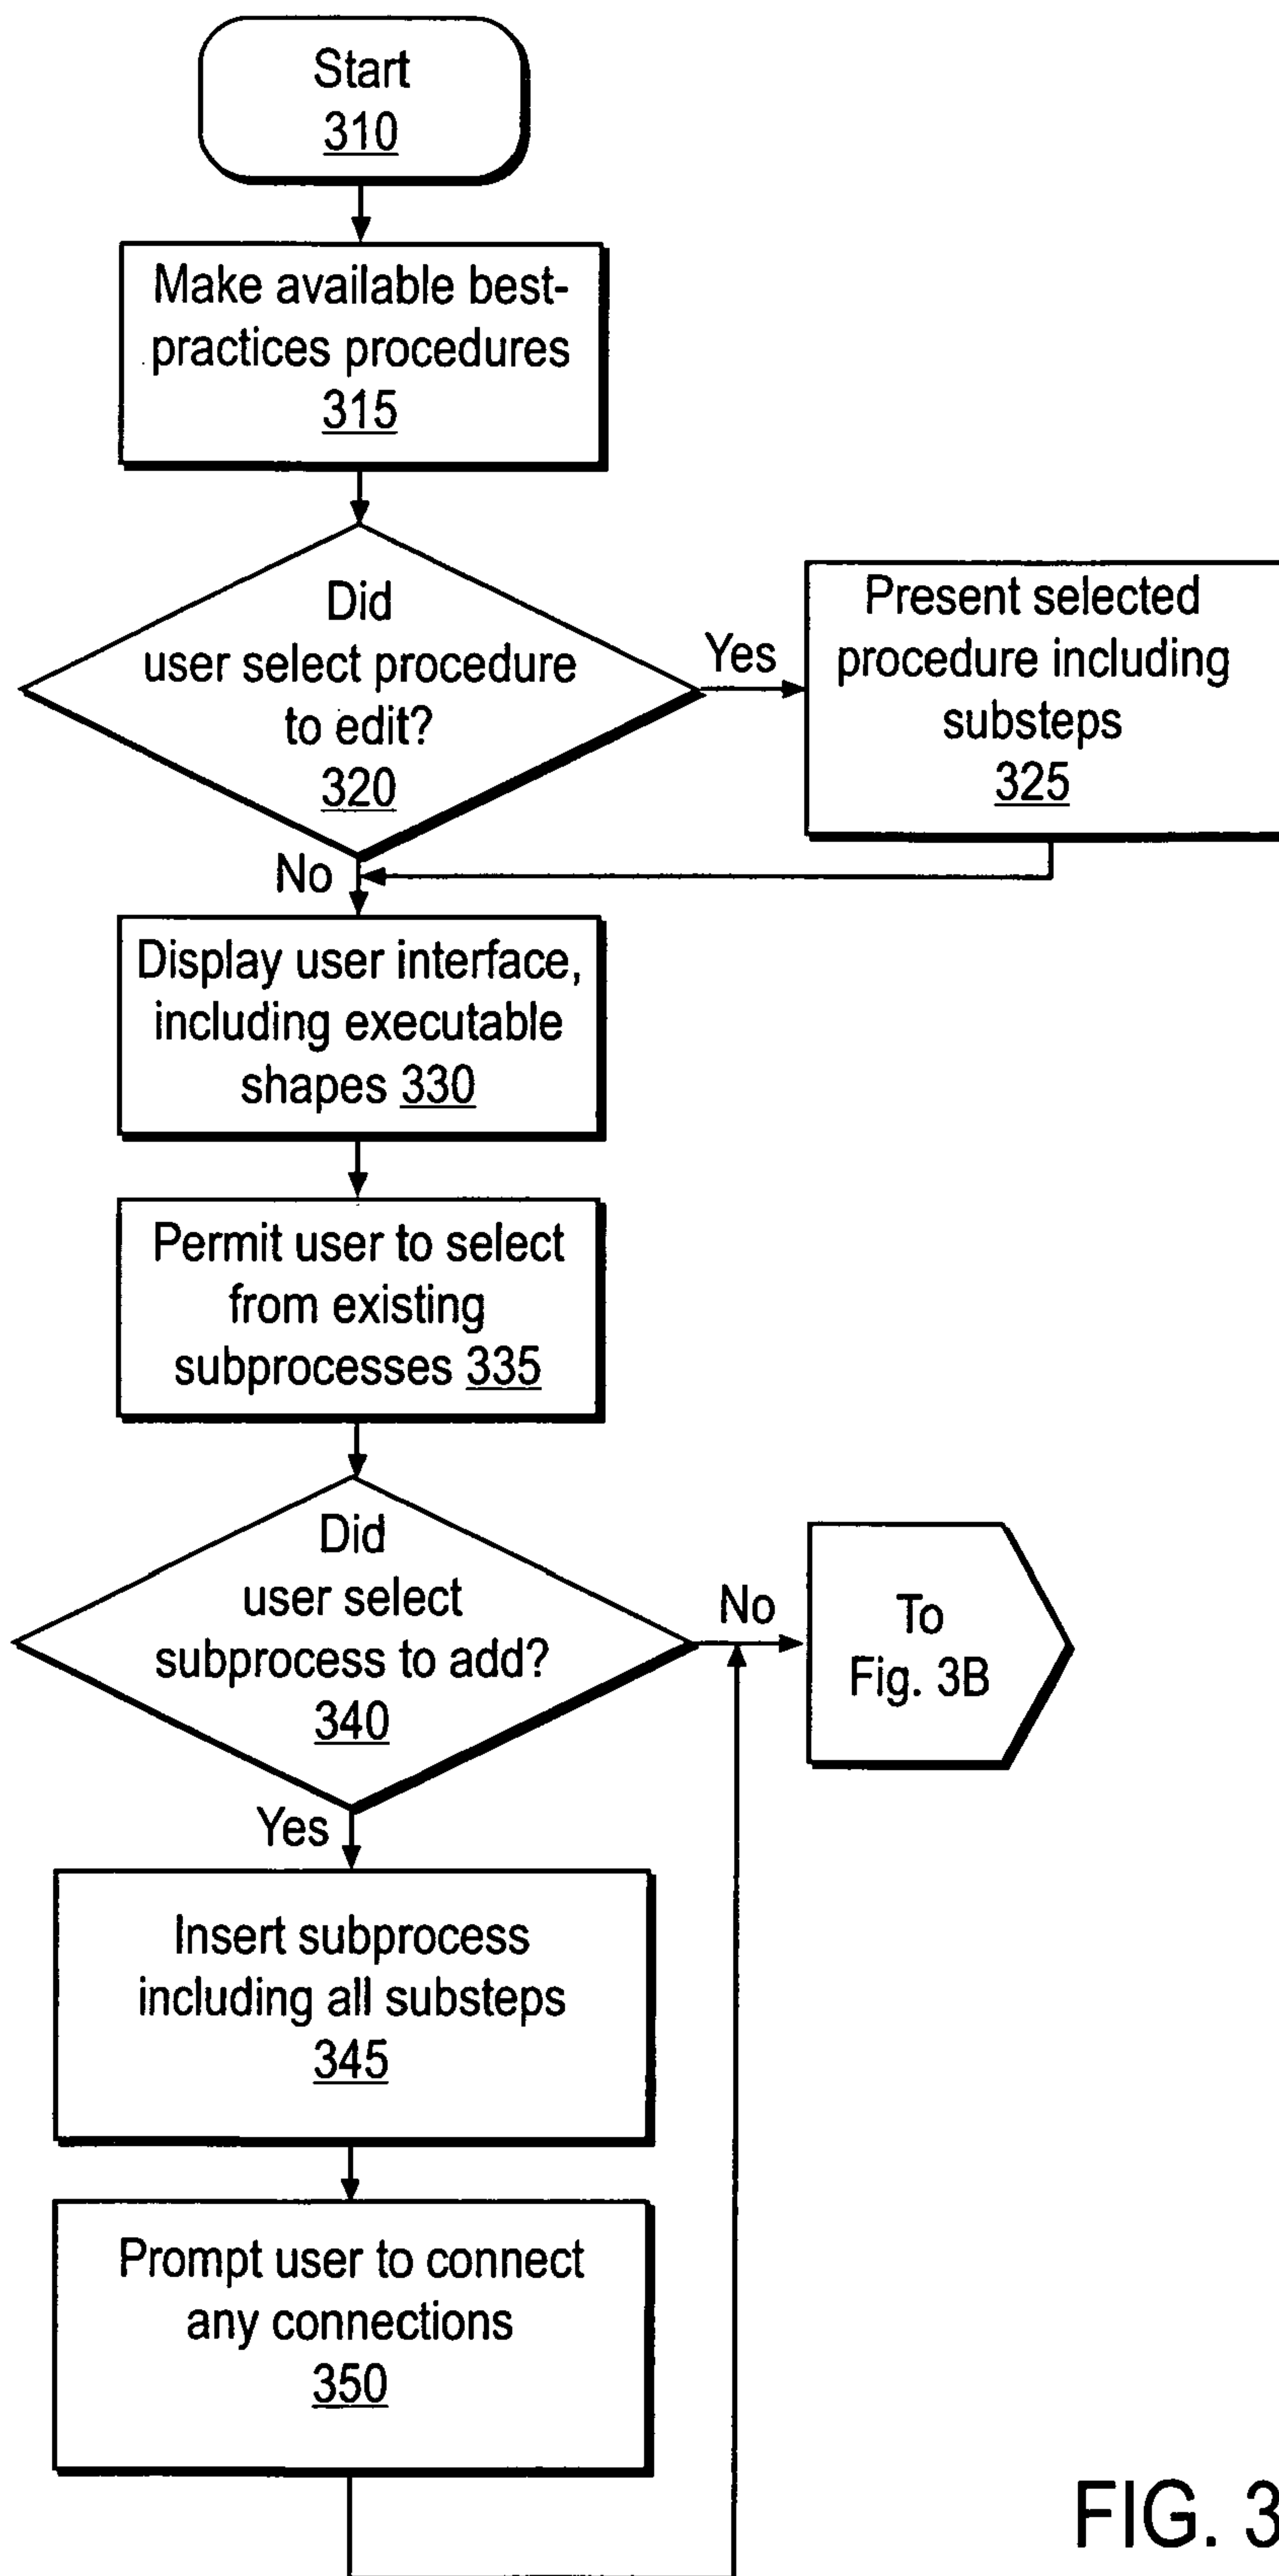 Start
310
Make available best-
practices procedures
315
Did
user select procedure
to edit?
320
Yes
Present selected
procedure including
substeps
325
No
Display user interface,
including executable
shapes 330
Permit user to select
from existing
subprocesses 335
Did
user select
subprocess to add?
340
No
To
Fig. 3B
Yes
Insert subprocess
including all substeps
345
Prompt user to connect
any connections
350
FIG. 3